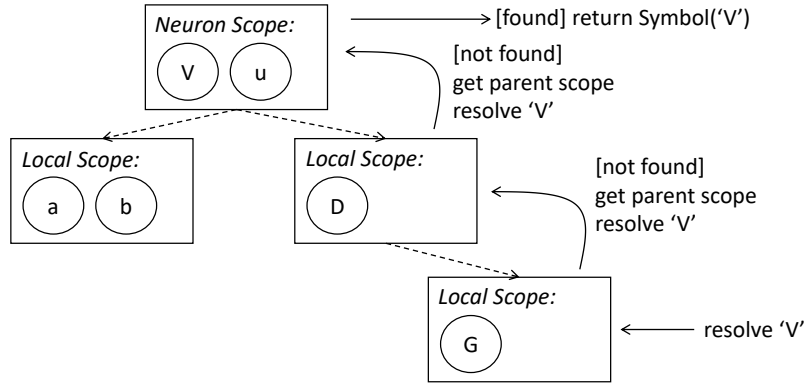 Neuron Scope:
V
u
[found] return Symbol(‘V’)
[not found]
get parent scope
resolve ‘V’
Local Scope:
a
b
Local Scope:
D
[not found]
get parent scope
resolve ‘V’
Local Scope:
G
resolve ‘V’